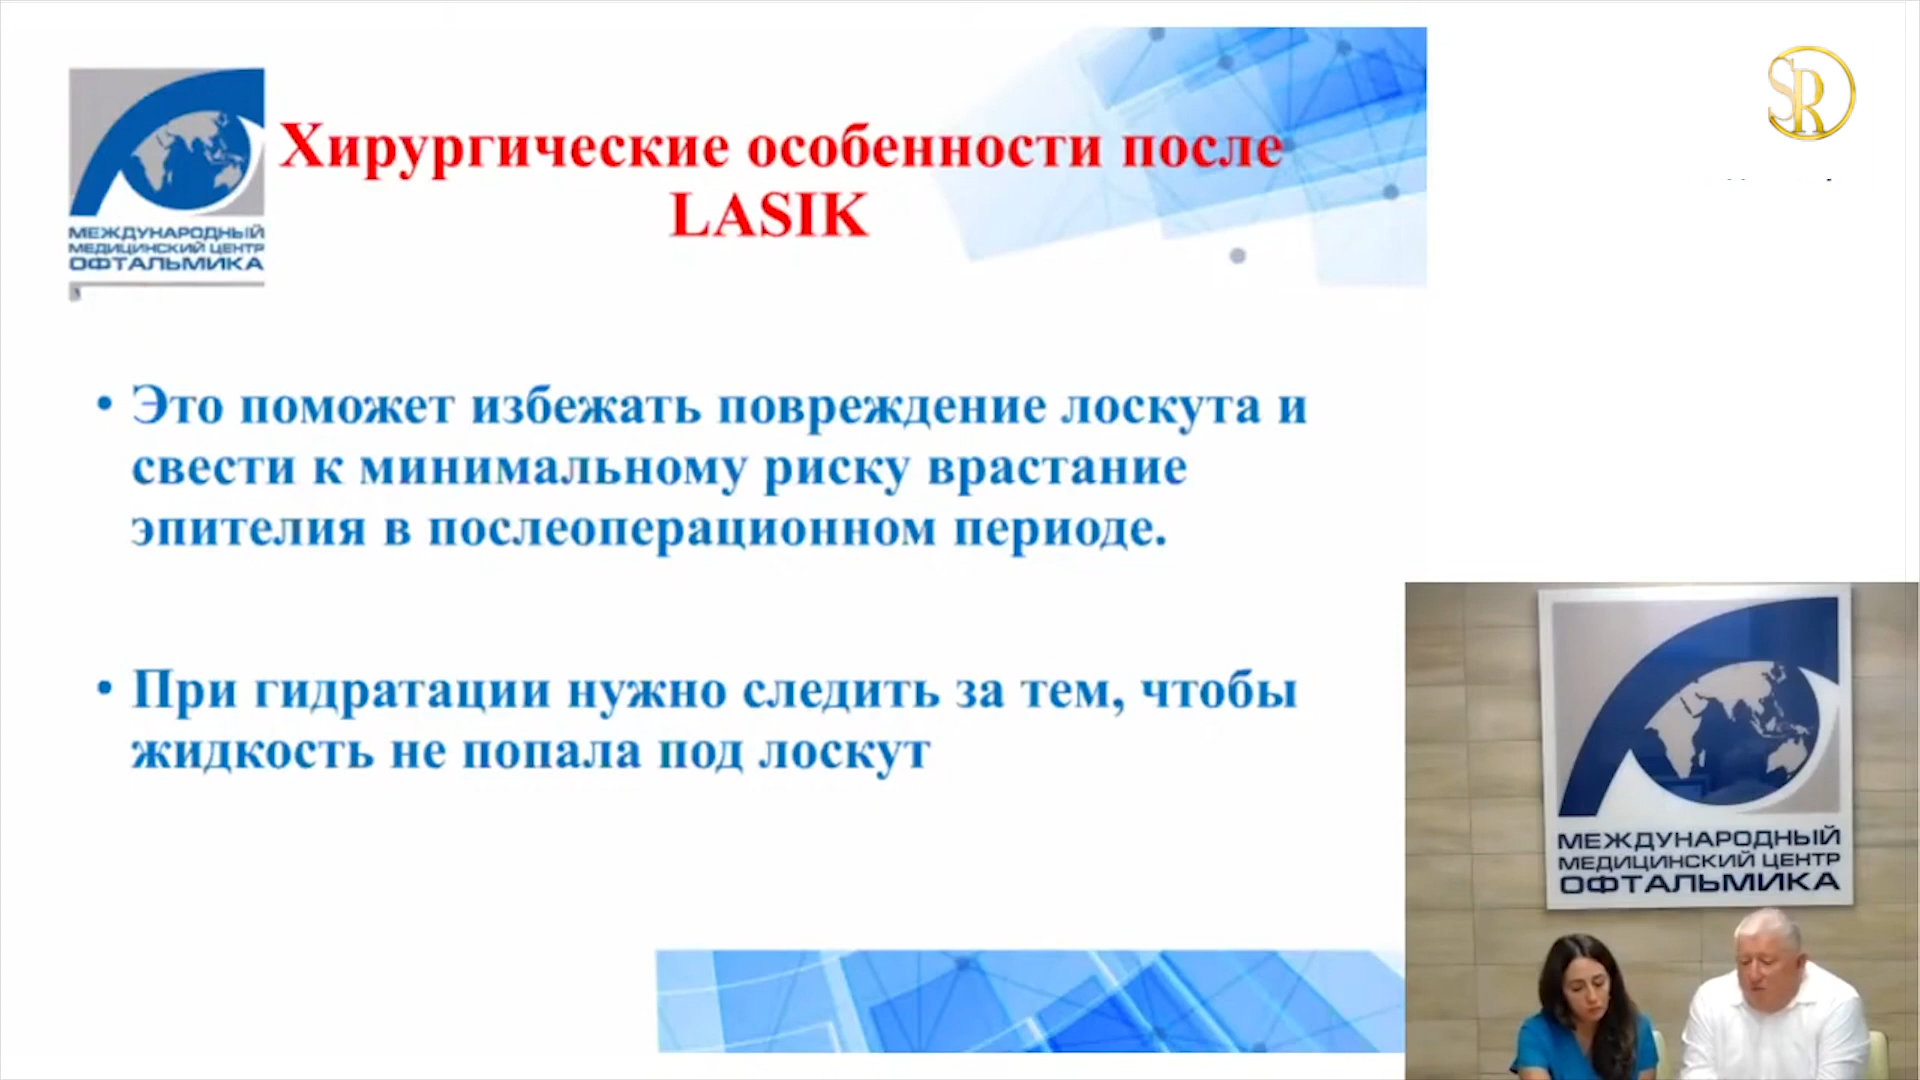 МЕЖДУНАРОДНЫЙ
МЕДИЦИНСКИЙ ЦЕНТР
ОФТАЛЬМИКА
Хирургические особенности после
LASIK
SR
• Это поможет избежать повреждение лоскута и
свести к минимальному риску врастание
эпителия в послеоперационном периоде.
• При гидратации нужно следить за тем, чтобы
жидкость не попала под лоскут
МЕЖДУНАРОДНЫЙ
МЕДИЦИНСКИЙ ЦЕНТР
ОФТАЛЬМИКА